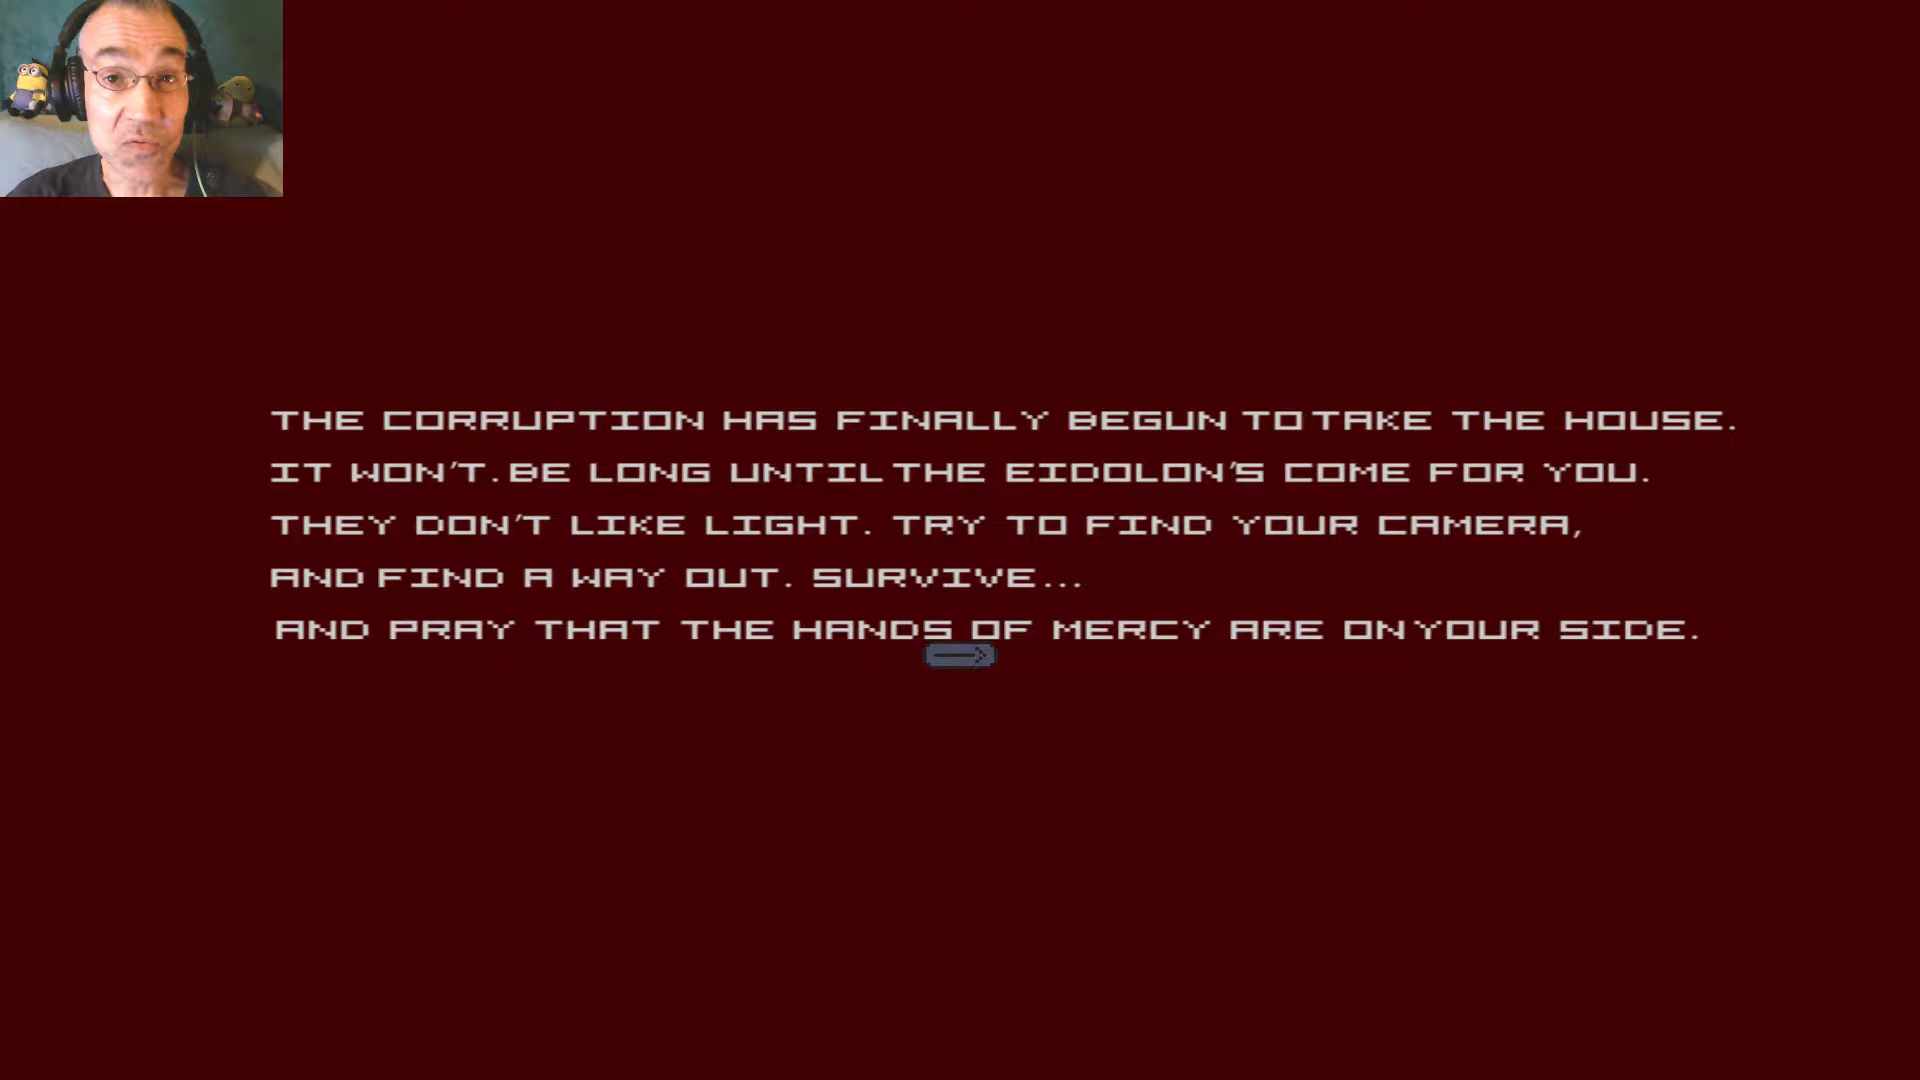 THE CORRUPTION HAS FINALLY BEGUN TO TAKE THE HOUSE.
IT WON'T. BE LONG UNTIL THE EIDOLON'S COME FOR YOU.
THEY DON'T LIKE LIGHT. TRY TO FIND YOUR CAMERA,
AND FIND A WAY OUT. SURVIVE...
AND PRAY THAT THE HANDS OF MERCY ARE ON YOUR SIDE.